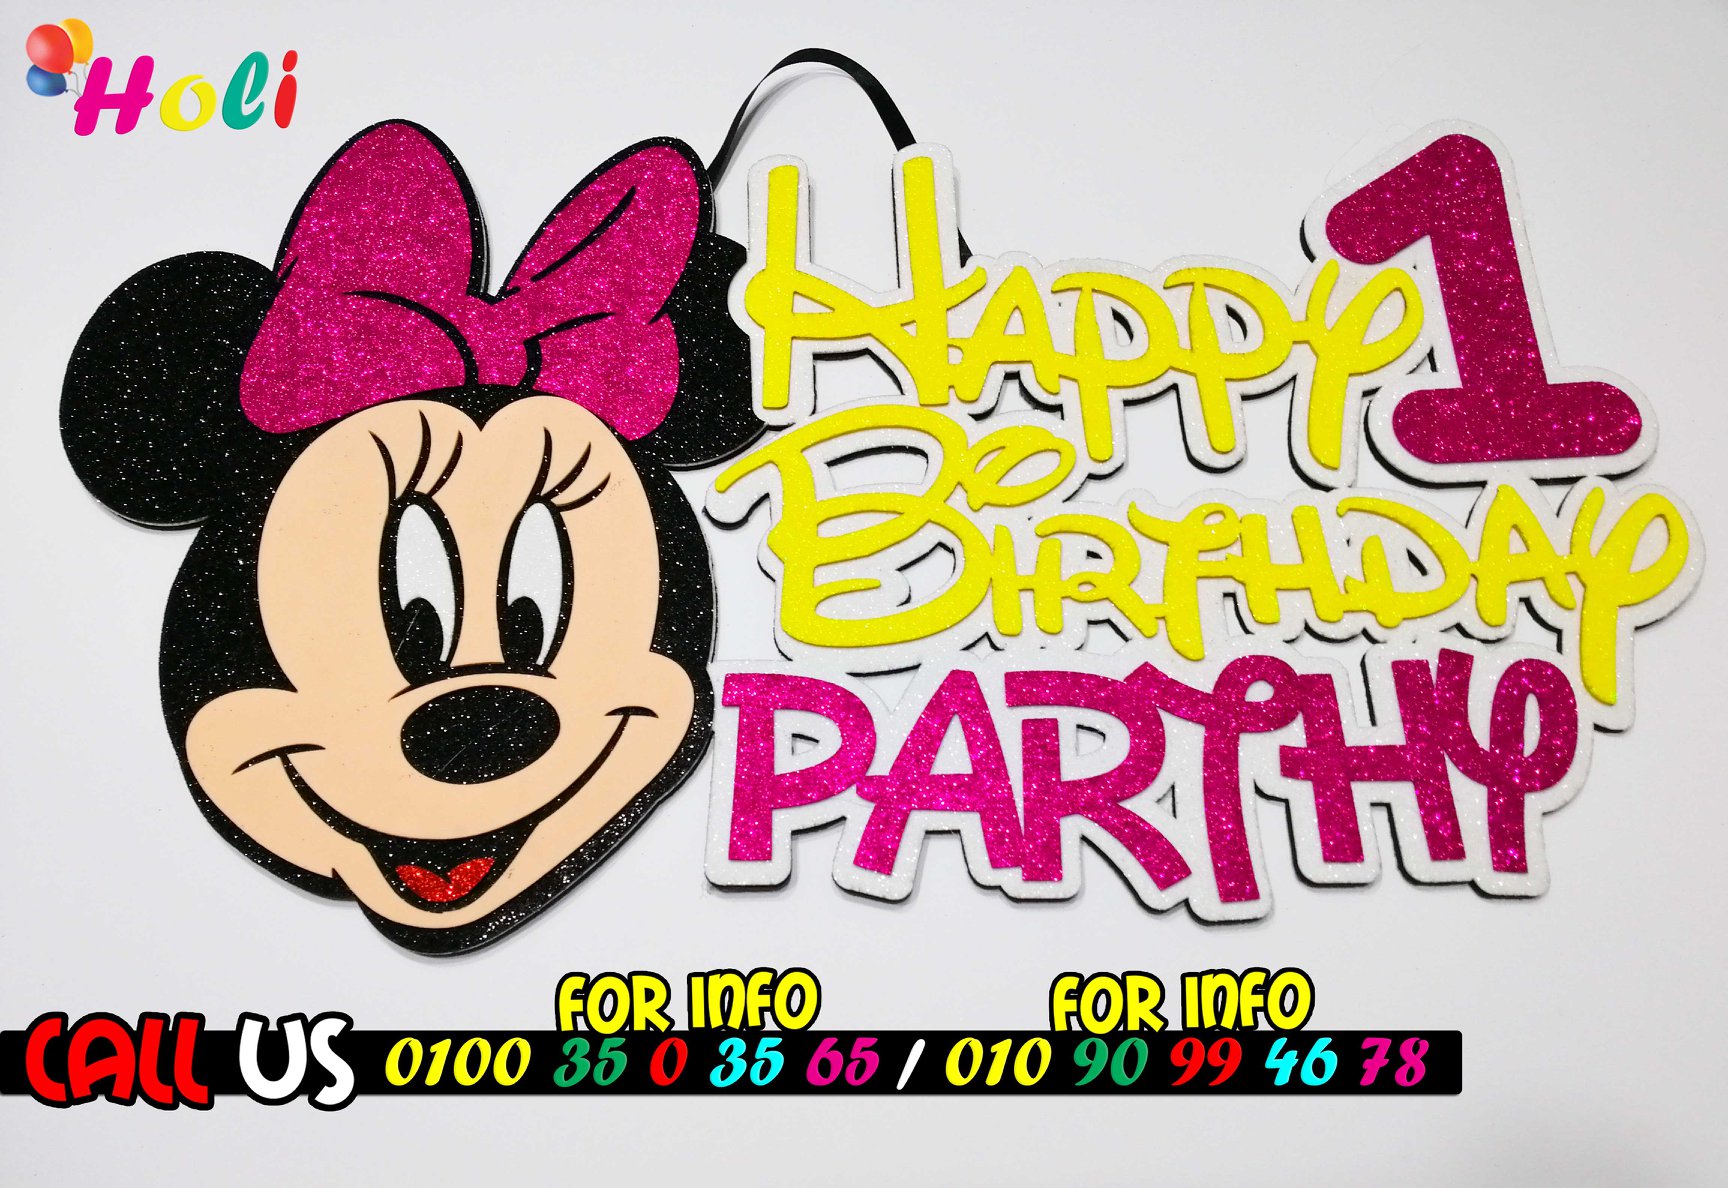 Holi
HAPPY 1
BIRTHDAY
PARTHY
FOR INFO FOR INFO
CALL US 0100 35 0 35 65 / 010 90 99 46 78